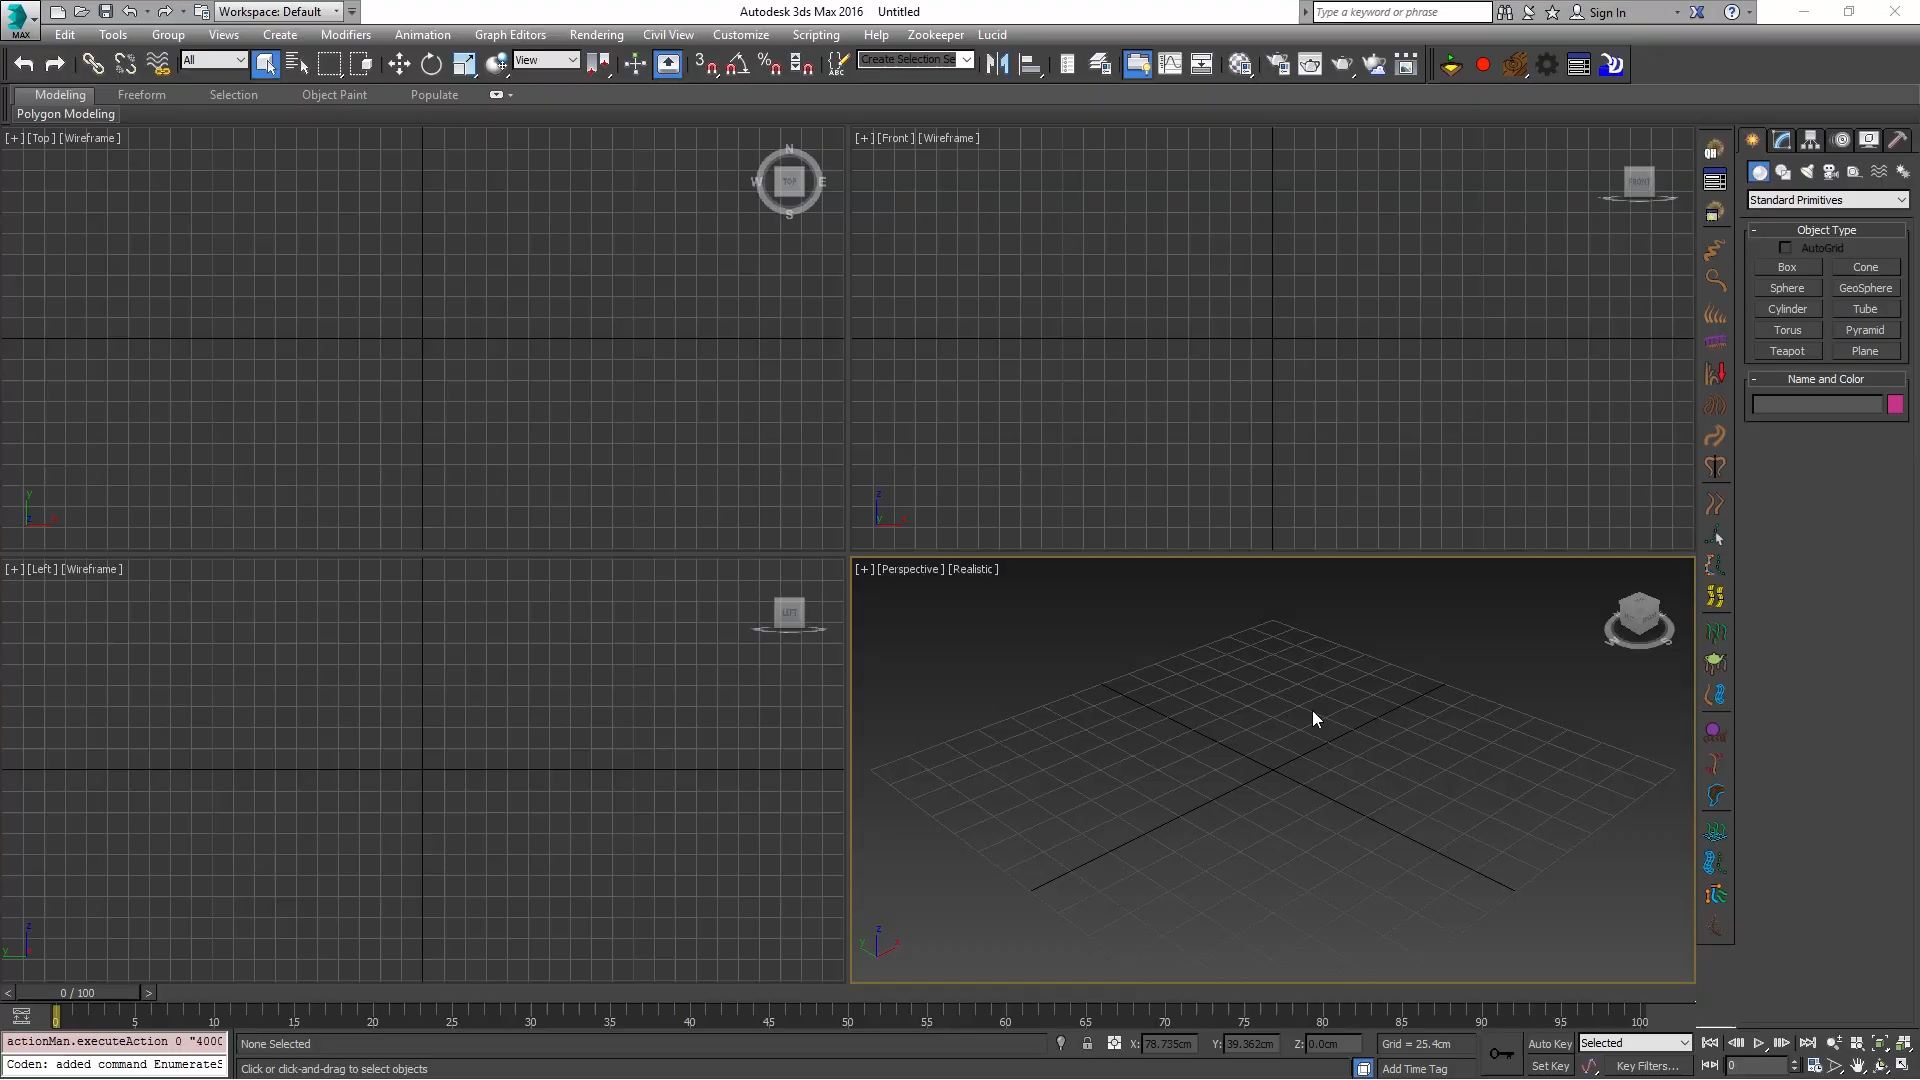 MAX
Workspace: Default
Autodesk 3ds Max 2016 Untitled
Type a keyword or phrase
Sign In
Edit Tools Group Views Create Modifiers Animation Graph Editors Rendering Civil View Customize Scripting Help Zookeeper Lucid
All
View
3
%
ABC
Create Selection Se
Modeling Freeform Selection Object Paint Populate
Polygon Modeling
[+] [Top] [Wireframe]
N
W TOP E
S
y
z x
[+] [Front] [Wireframe]
FRONT
z
y x
[+] [Left] [Wireframe]
LEFT
z
y
[+] [Perspective] [Realistic]
z
y x
QH
Standard Primitives
- Object Type
AutoGrid
Box Cone
Sphere GeoSphere
Cylinder Tube
Torus Pyramid
Teapot Plane
- Name and Color
< 0 / 100 >
0 5 10 15 20 25 30 35 40 45 50 55 60 65 70 75 80 85 90 95 100
actionMan.executeAction 0 "4000
Coden: added command EnumerateS
None Selected
Click or click-and-drag to select objects
X: 78.735cm Y: 39.362cm Z: 0.0cm Grid = 25.4cm
Add Time Tag
Auto Key Selected
Set Key Key Filters...
0